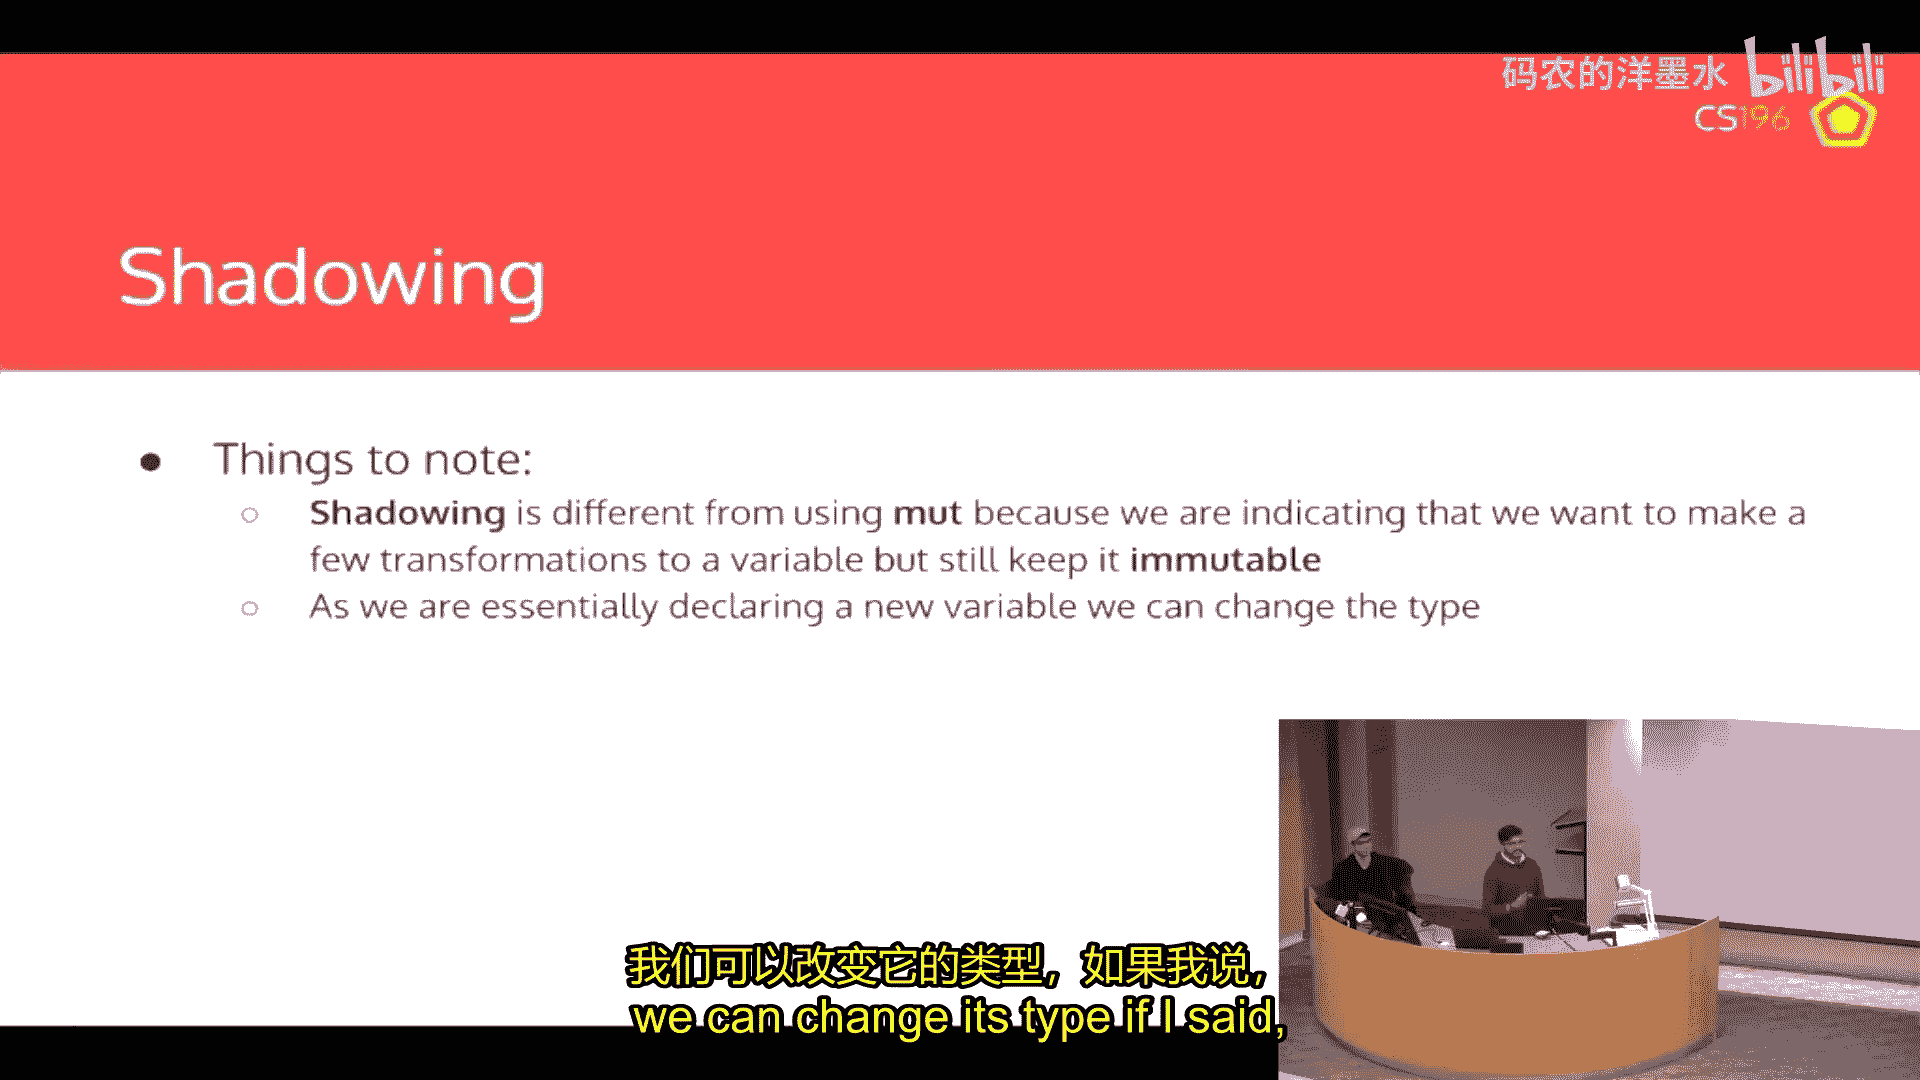 码农的洋墨水 bilibili
CS196
Shadowing
● Things to note:
○ Shadowing is different from using mut because we are indicating that we want to make a
few transformations to a variable but still keep it immutable
○ As we are essentially declaring a new variable we can change the type
我们可以改变它的类型，如果我说，
we can change its type if I said,